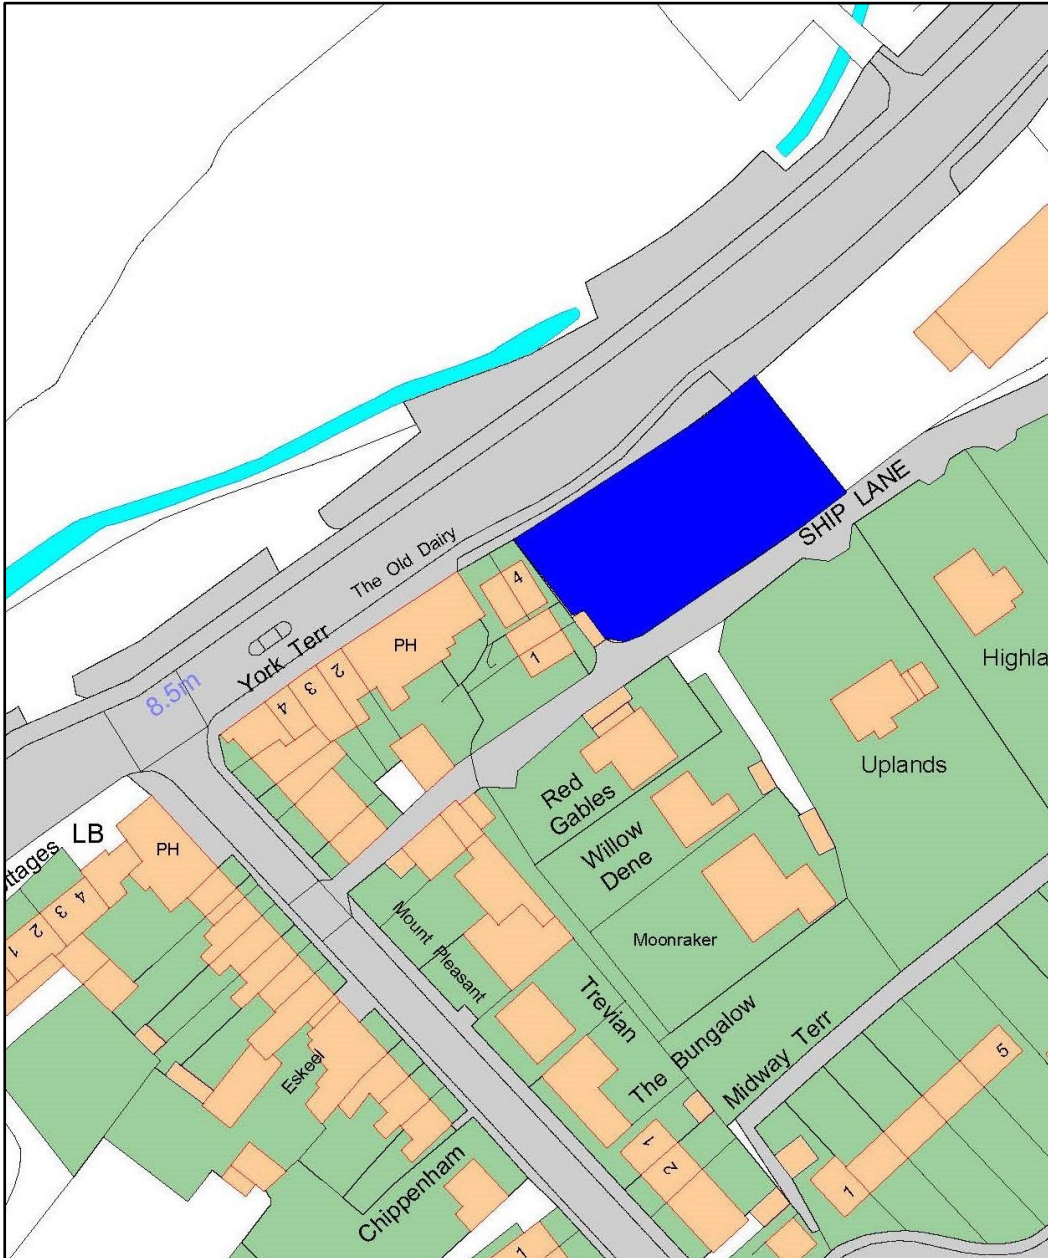 SHIP LANE
The Old Dairy
4
York Terr
PH
1
2
3
4
8.5m
Highla
Uplands
Red
Gables
Willow
Dene
LB
ttages
PH
4
3
2
1
Mount Pleasant
Moonraker
Trevian
The Bungalow
Midway Terr
5
Eskeel
1
2
1
Chippenham
1